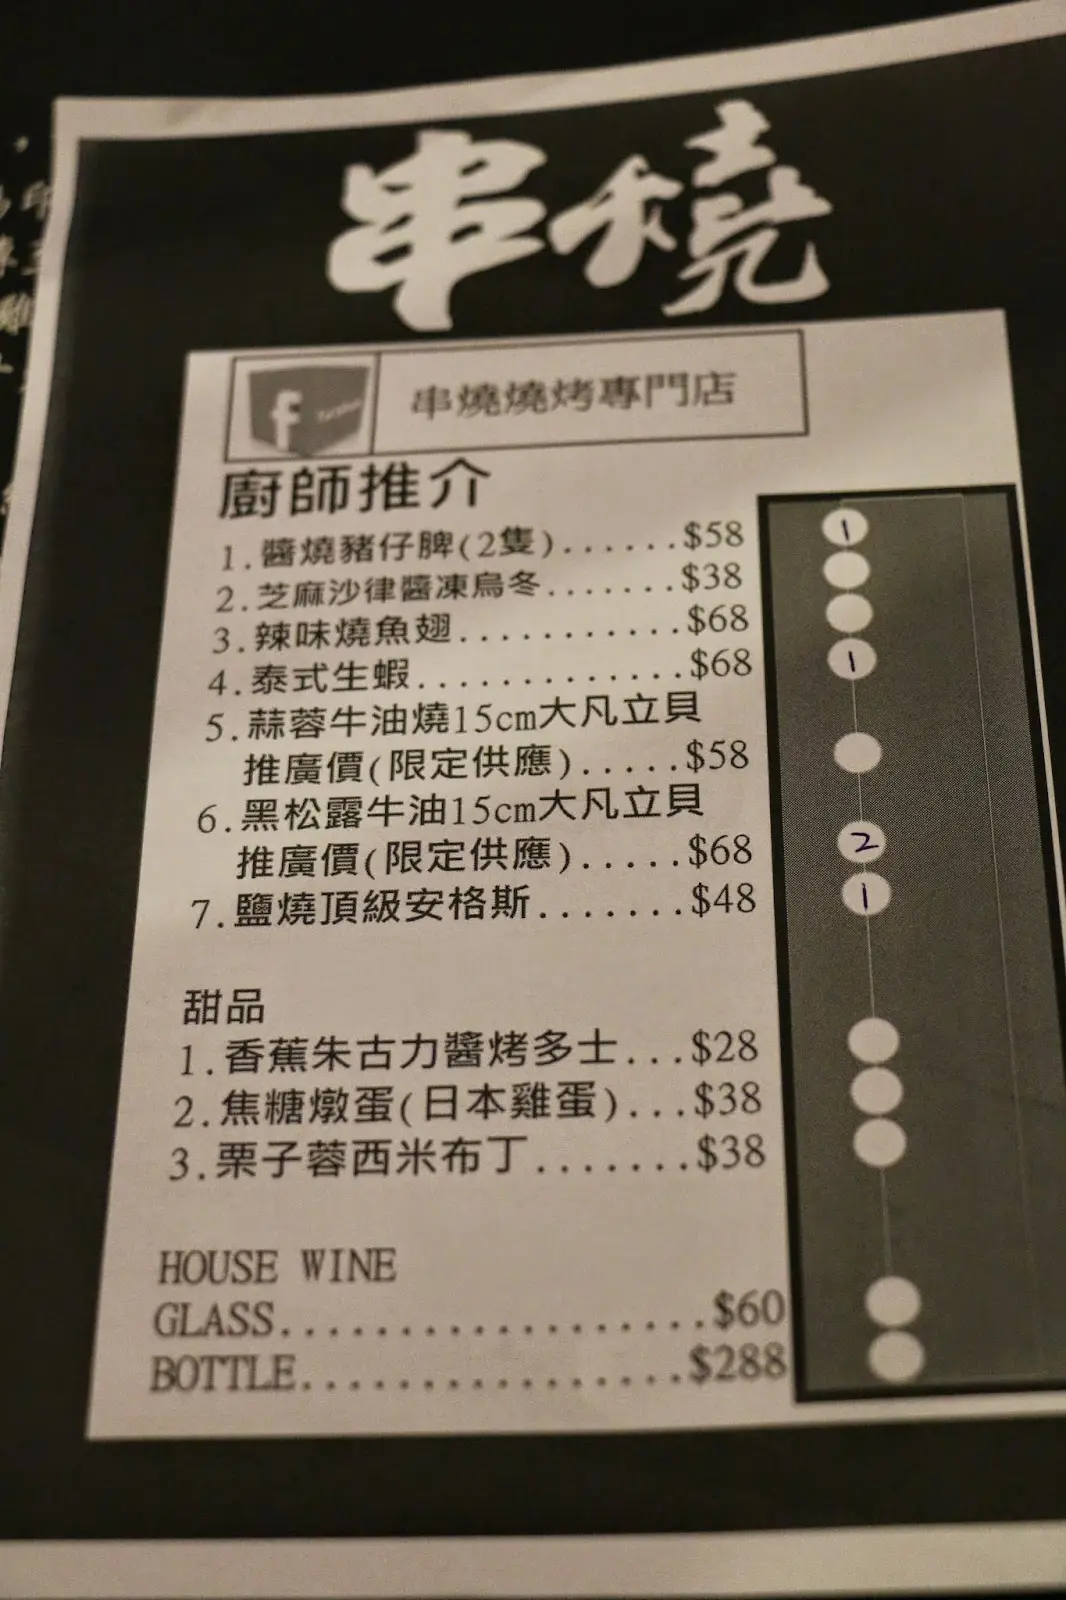 串燒
串燒燒烤專門店
廚師推介
1.醬燒豬仔脾(2隻)......$58
1
2.芝麻沙律醬凍烏冬.......$38
3.辣味燒魚翅...........$68
4.泰式生蝦.............$68
1
5.蒜蓉牛油燒15cm大凡立貝
推廣價(限定供應).....$58
6.黑松露牛油15cm大凡立貝
推廣價(限定供應).....$68
2
7.鹽燒頂級安格斯.......$48
1
甜品
1.香蕉朱古力醬烤多士...$28
2.焦糖燉蛋(日本雞蛋)...$38
3.栗子蓉西米布丁.......$38
HOUSE WINE
GLASS..................$60
BOTTLE................$288